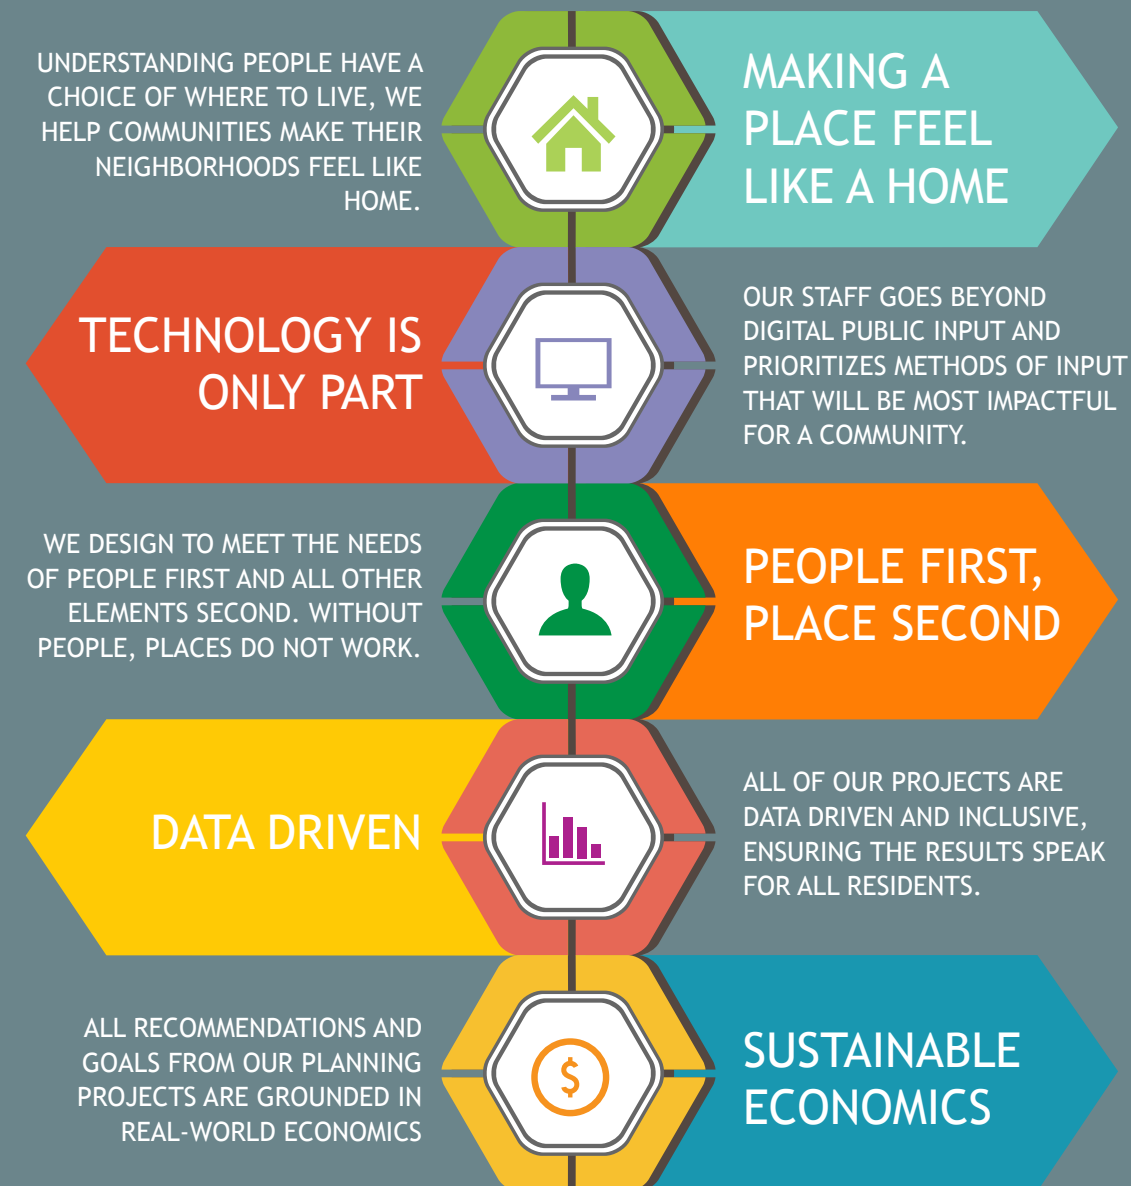 UNDERSTANDING PEOPLE HAVE A
CHOICE OF WHERE TO LIVE, WE
HELP COMMUNITIES MAKE THEIR
NEIGHBORHOODS FEEL LIKE
HOME.
MAKING A
PLACE FEEL
LIKE A HOME
TECHNOLOGY IS
ONLY PART
OUR STAFF GOES BEYOND
DIGITAL PUBLIC INPUT AND
PRIORITIZES METHODS OF INPUT
THAT WILL BE MOST IMPACTFUL
FOR A COMMUNITY.
WE DESIGN TO MEET THE NEEDS
OF PEOPLE FIRST AND ALL OTHER
ELEMENTS SECOND. WITHOUT
PEOPLE, PLACES DO NOT WORK.
PEOPLE FIRST,
PLACE SECOND
DATA DRIVEN
ALL OF OUR PROJECTS ARE
DATA DRIVEN AND INCLUSIVE,
ENSURING THE RESULTS SPEAK
FOR ALL RESIDENTS.
ALL RECOMMENDATIONS AND
GOALS FROM OUR PLANNING
PROJECTS ARE GROUNDED IN
REAL-WORLD ECONOMICS
$
SUSTAINABLE
ECONOMICS